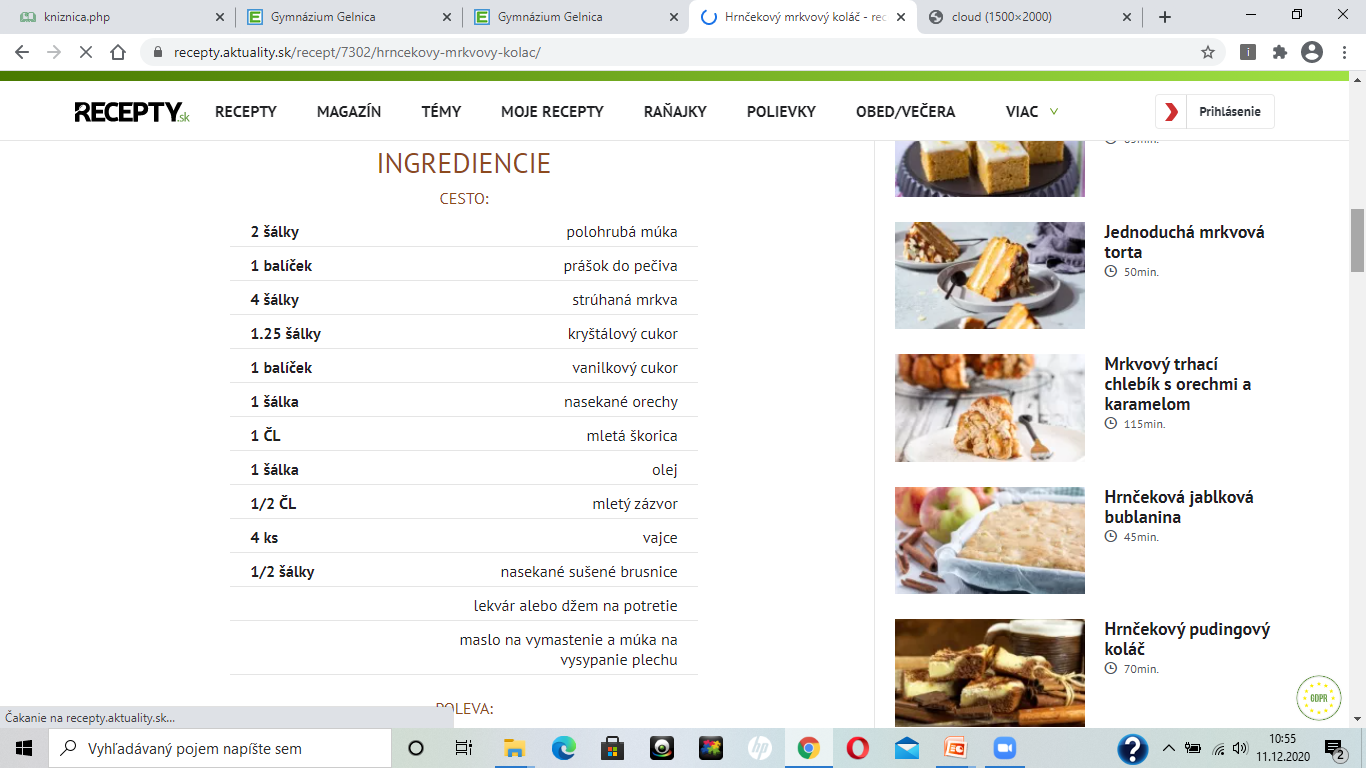 kniznica.php
Gymnázium Gelnica
Gymnázium Gelnica
Hrnčekový mrkvový koláč - rec
cloud (1500×2000)
recepty.aktuality.sk/recept/7302/hrncekovy-mrkvovy-kolac/
RECEPTY.sk
RECEPTY
MAGAZÍN
TÉMY
MOJE RECEPTY
RAŇAJKY
POLIEVKY
OBED/VEČERA
VIAC
Prihlásenie
INGREDIENCIE
CESTO:
2 šálky polohrubá múka
1 balíček prášok do pečiva
4 šálky strúhaná mrkva
1.25 šálky kryštálový cukor
1 balíček vanilkový cukor
1 šálka nasekané orechy
1 ČL mletá škorica
1 šálka olej
1/2 ČL mletý zázvor
4 ks vajce
1/2 šálky nasekané sušené brusnice
lekvár alebo džem na potretie
maslo na vymastenie a múka na
vysypanie plechu
POLEVA:
Jednoduchá mrkvová
torta
50min.
Mrkvový trhací
chlebík s orechmi a
karamelom
115min.
Hrnčeková jablková
bublanina
45min.
Hrnčekový pudingový
koláč
70min.
GDPR
Čakanie na recepty.aktuality.sk...
Vyhľadávaný pojem napíšte sem
hp
10:55
11.12.2020
2